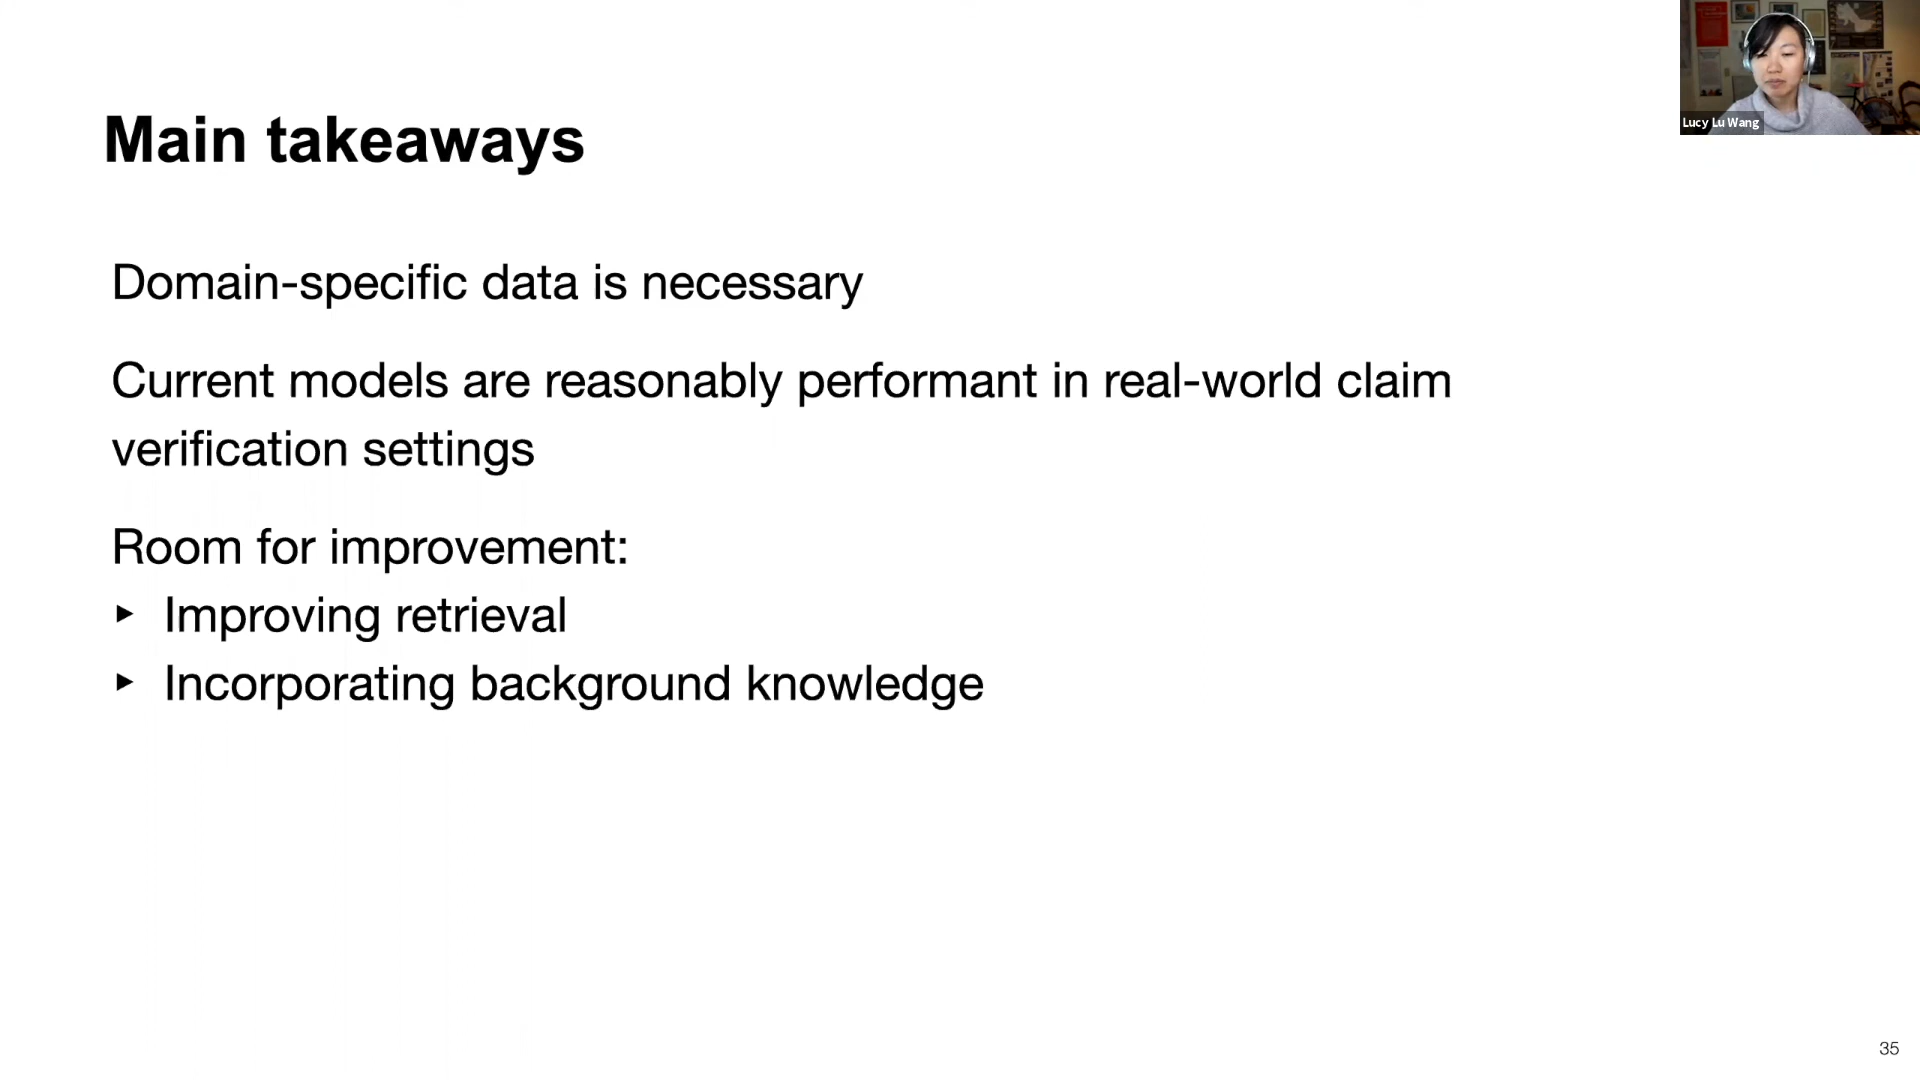 Lucy Lu Wang
Main takeaways
Domain-specific data is necessary
Current models are reasonably performant in real-world claim
verification settings
Room for improvement:
▸ Improving retrieval
▸ Incorporating background knowledge
35